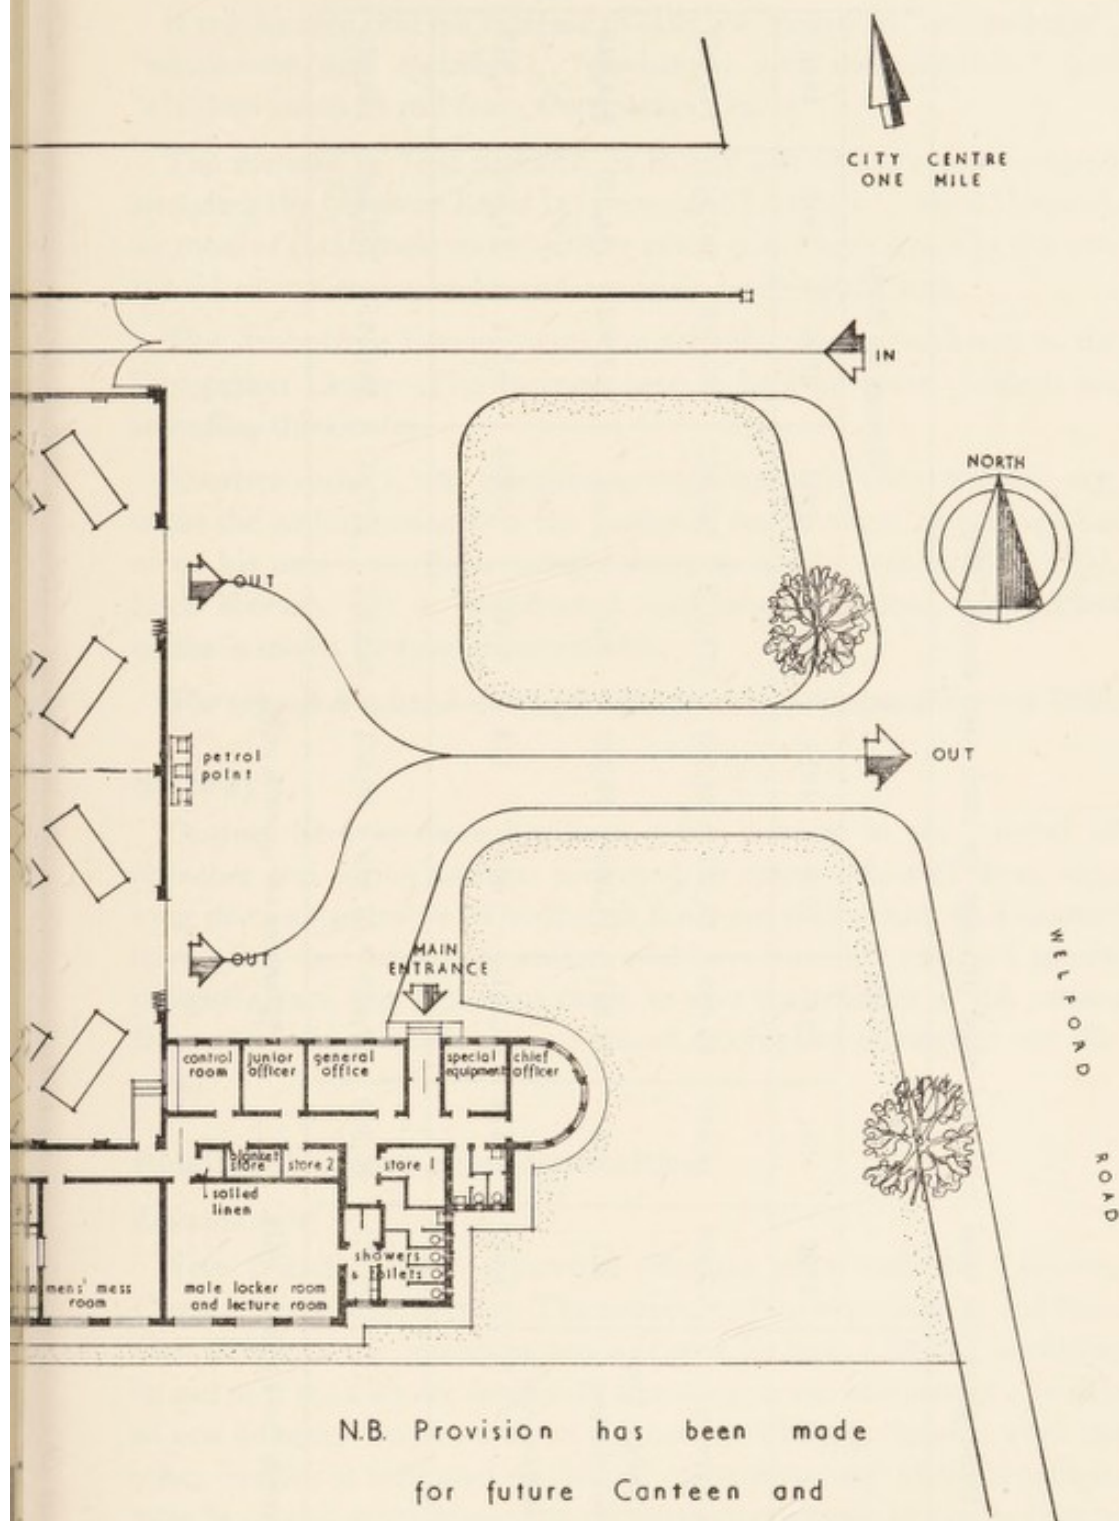 CITY CENTRE
ONE MILE
IN
NORTH
OUT
petrol
point
OUT
OUT
MAIN
ENTRANCE
WELFORD
ROAD
control
room
junior
officer
general
office
special
equipment
chief
officer
blanket
store
store 2
store 1
soiled
linen
showers
& toilets
mens' mess
room
male locker room
and lecture room
N.B. Provision has been made
for future Canteen and